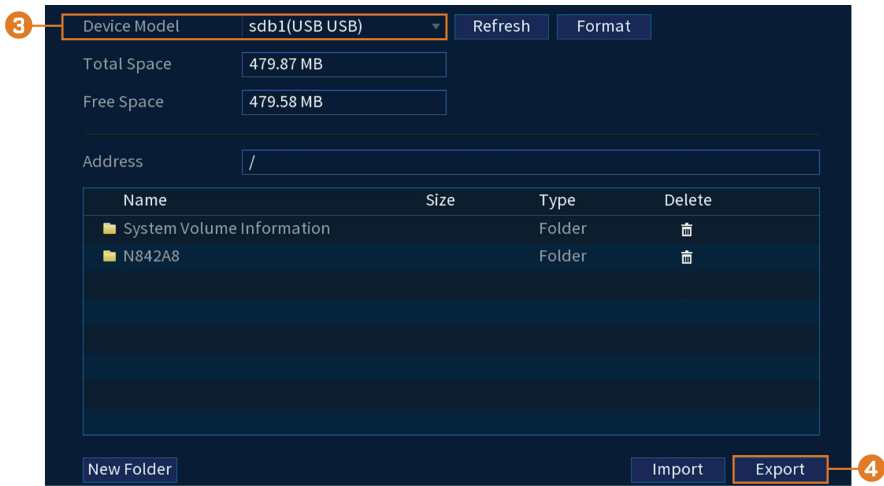 3 Device Model sdb1(USB USB) Refresh Format
Total Space 479.87 MB
Free Space 479.58 MB
Address /
Name Size Type Delete
System Volume Information Folder
N842A8 Folder
New Folder Import Export 4